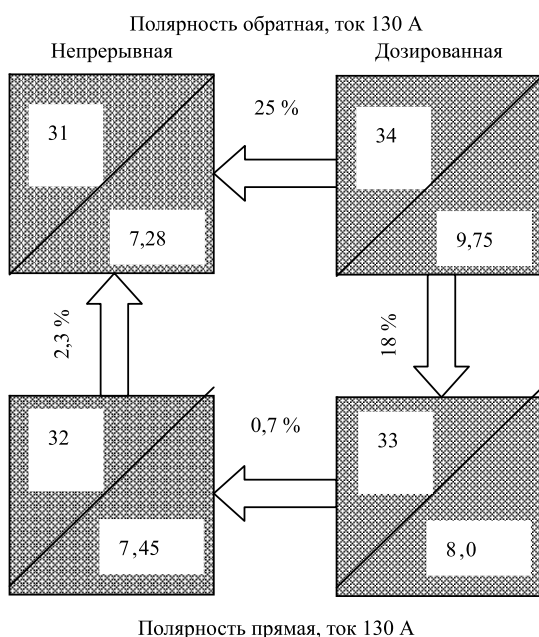 Полярность обратная, ток 130 А
Непрерывная Дозированная
25 %
31 34
7,28 9,75
2,3 % 18 %
0,7 %
32 33
7,45 8,0
Полярность прямая, ток 130 А